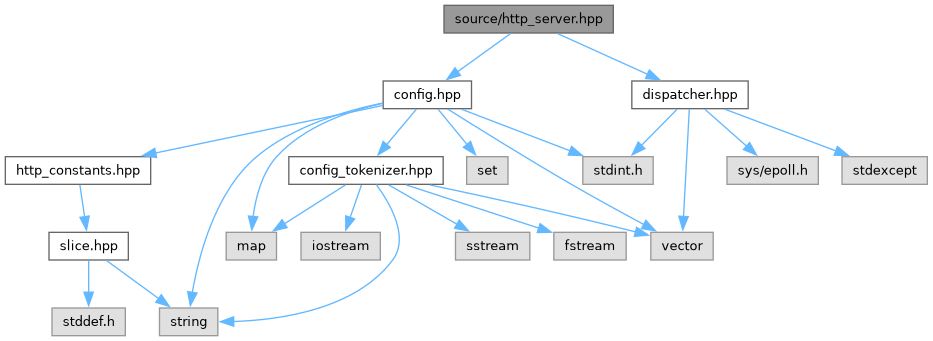 source/http_server.hpp
config.hpp
dispatcher.hpp
http_constants.hpp
config_tokenizer.hpp
set
stdint.h
sys/epoll.h
stdexcept
slice.hpp
map
iostream
sstream
fstream
vector
stddef.h
string